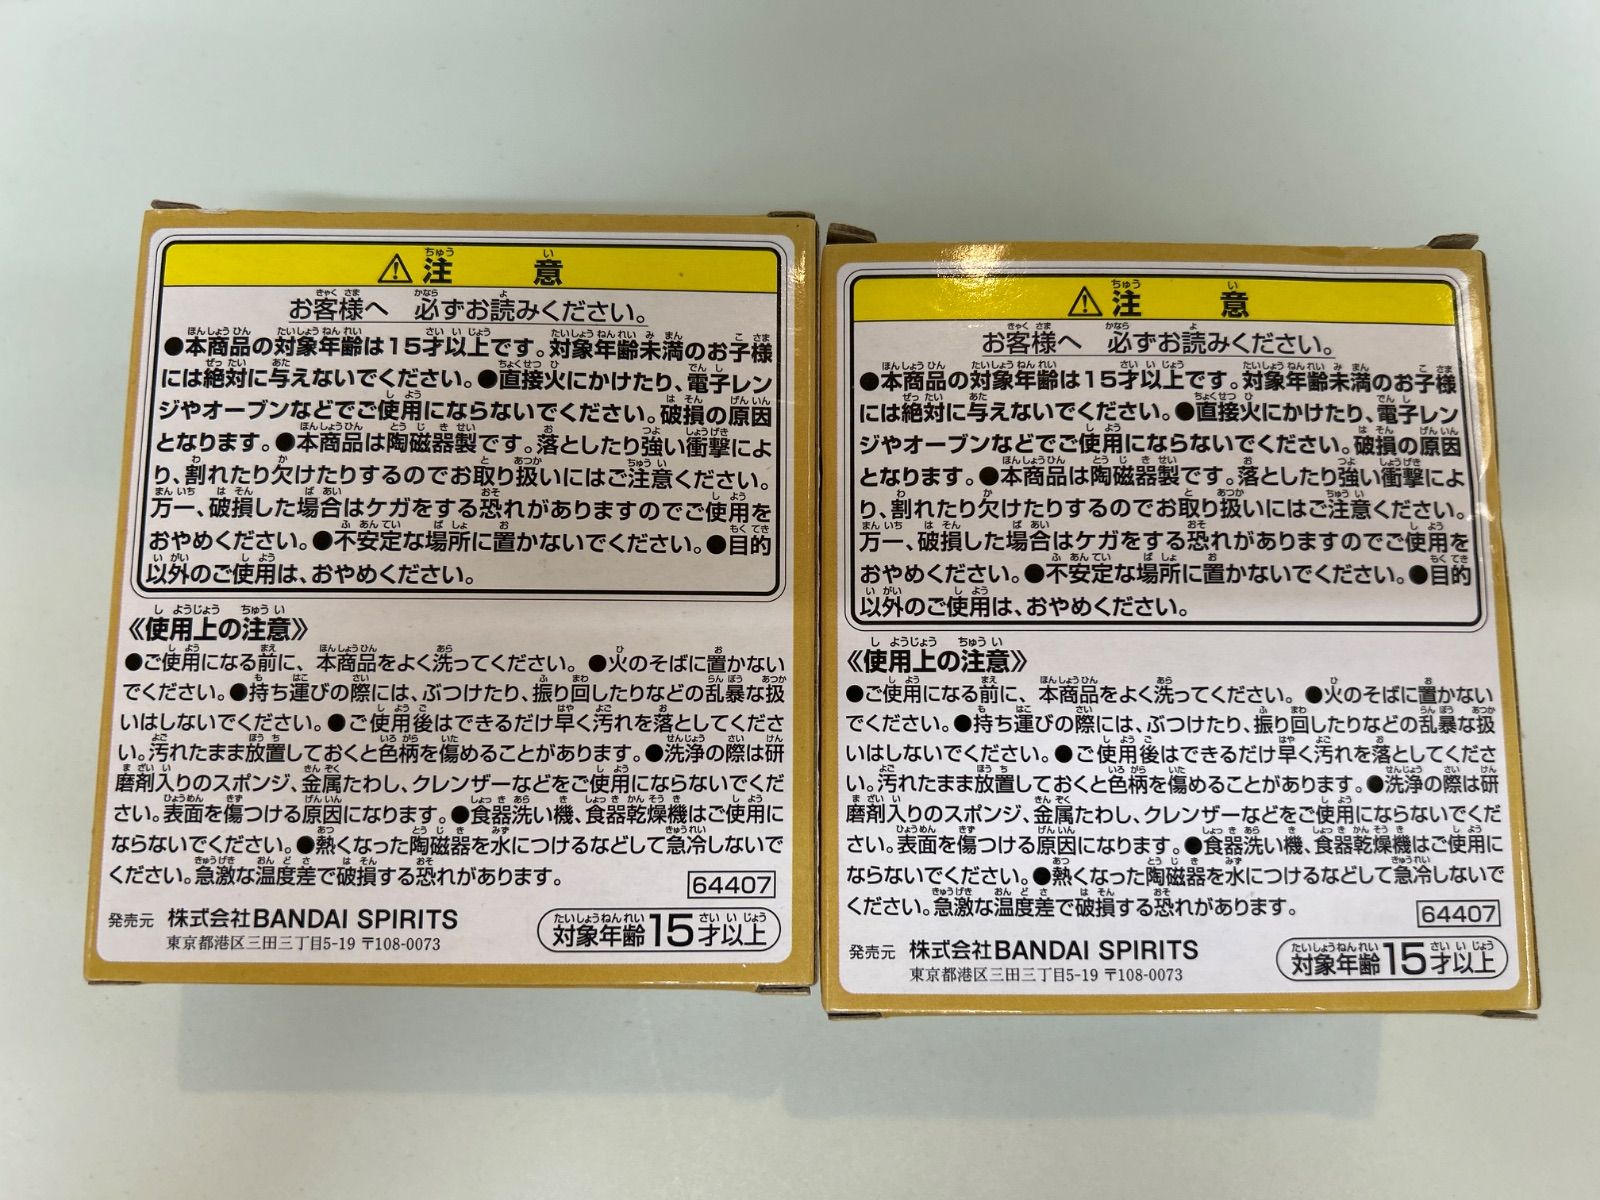 ⚠注意
お客様へ 必ずお読みください。
●本商品の対象年齢は15才以上です。対象年齢未満のお子様
には絶対に与えないでください。●直接火にかけたり、電子レン
ジやオーブンなどでご使用にならないでください。破損の原因
となります。●本商品は陶磁器製です。落としたり強い衝撃によ
り、割れたり欠けたりするのでお取り扱いにはご注意ください。
万一、破損した場合はケガをする恐れがありますのでご使用を
おやめください。●不安定な場所に置かないでください。●目的
以外のご使用は、おやめください。
《使用上の注意》
●ご使用になる前に、本商品をよく洗ってください。●火のそばに置かない
でください。●持ち運びの際には、ぶつけたり、振り回したりなどの乱暴な扱
いはしないでください。●ご使用後はできるだけ早く汚れを落としてくださ
い。汚れたまま放置しておくと色柄を傷めることがあります。●洗浄の際は研
磨剤入りのスポンジ、金属たわし、クレンザーなどをご使用にならないでくだ
さい。表面を傷つける原因になります。●食器洗い機、食器乾燥機はご使用に
ならないでください。●熱くなった陶磁器を水につけるなどして急冷しないで
ください。急激な温度差で破損する恐れがあります。
64407
発売元 株式会社BANDAI SPIRITS
東京都港区三田三丁目5-19 〒108-0073
対象年齢15才以上
⚠注意
お客様へ 必ずお読みください。
●本商品の対象年齢は15才以上です。対象年齢未満のお子様
には絶対に与えないでください。●直接火にかけたり、電子レン
ジやオーブンなどでご使用にならないでください。破損の原因
となります。●本商品は陶磁器製です。落としたり強い衝撃によ
り、割れたり欠けたりするのでお取り扱いにはご注意ください。
万一、破損した場合はケガをする恐れがありますのでご使用を
おやめください。●不安定な場所に置かないでください。●目的
以外のご使用は、おやめください。
《使用上の注意》
●ご使用になる前に、本商品をよく洗ってください。●火のそばに置かない
でください。●持ち運びの際には、ぶつけたり、振り回したりなどの乱暴な扱
いはしないでください。●ご使用後はできるだけ早く汚れを落としてくださ
い。汚れたまま放置しておくと色柄を傷めることがあります。●洗浄の際は研
磨剤入りのスポンジ、金属たわし、クレンザーなどをご使用にならないでくだ
さい。表面を傷つける原因になります。●食器洗い機、食器乾燥機はご使用に
ならないでください。●熱くなった陶磁器を水につけるなどして急冷しないで
ください。急激な温度差で破損する恐れがあります。
64407
発売元 株式会社BANDAI SPIRITS
東京都港区三田三丁目5-19 〒108-0073
対象年齢15才以上